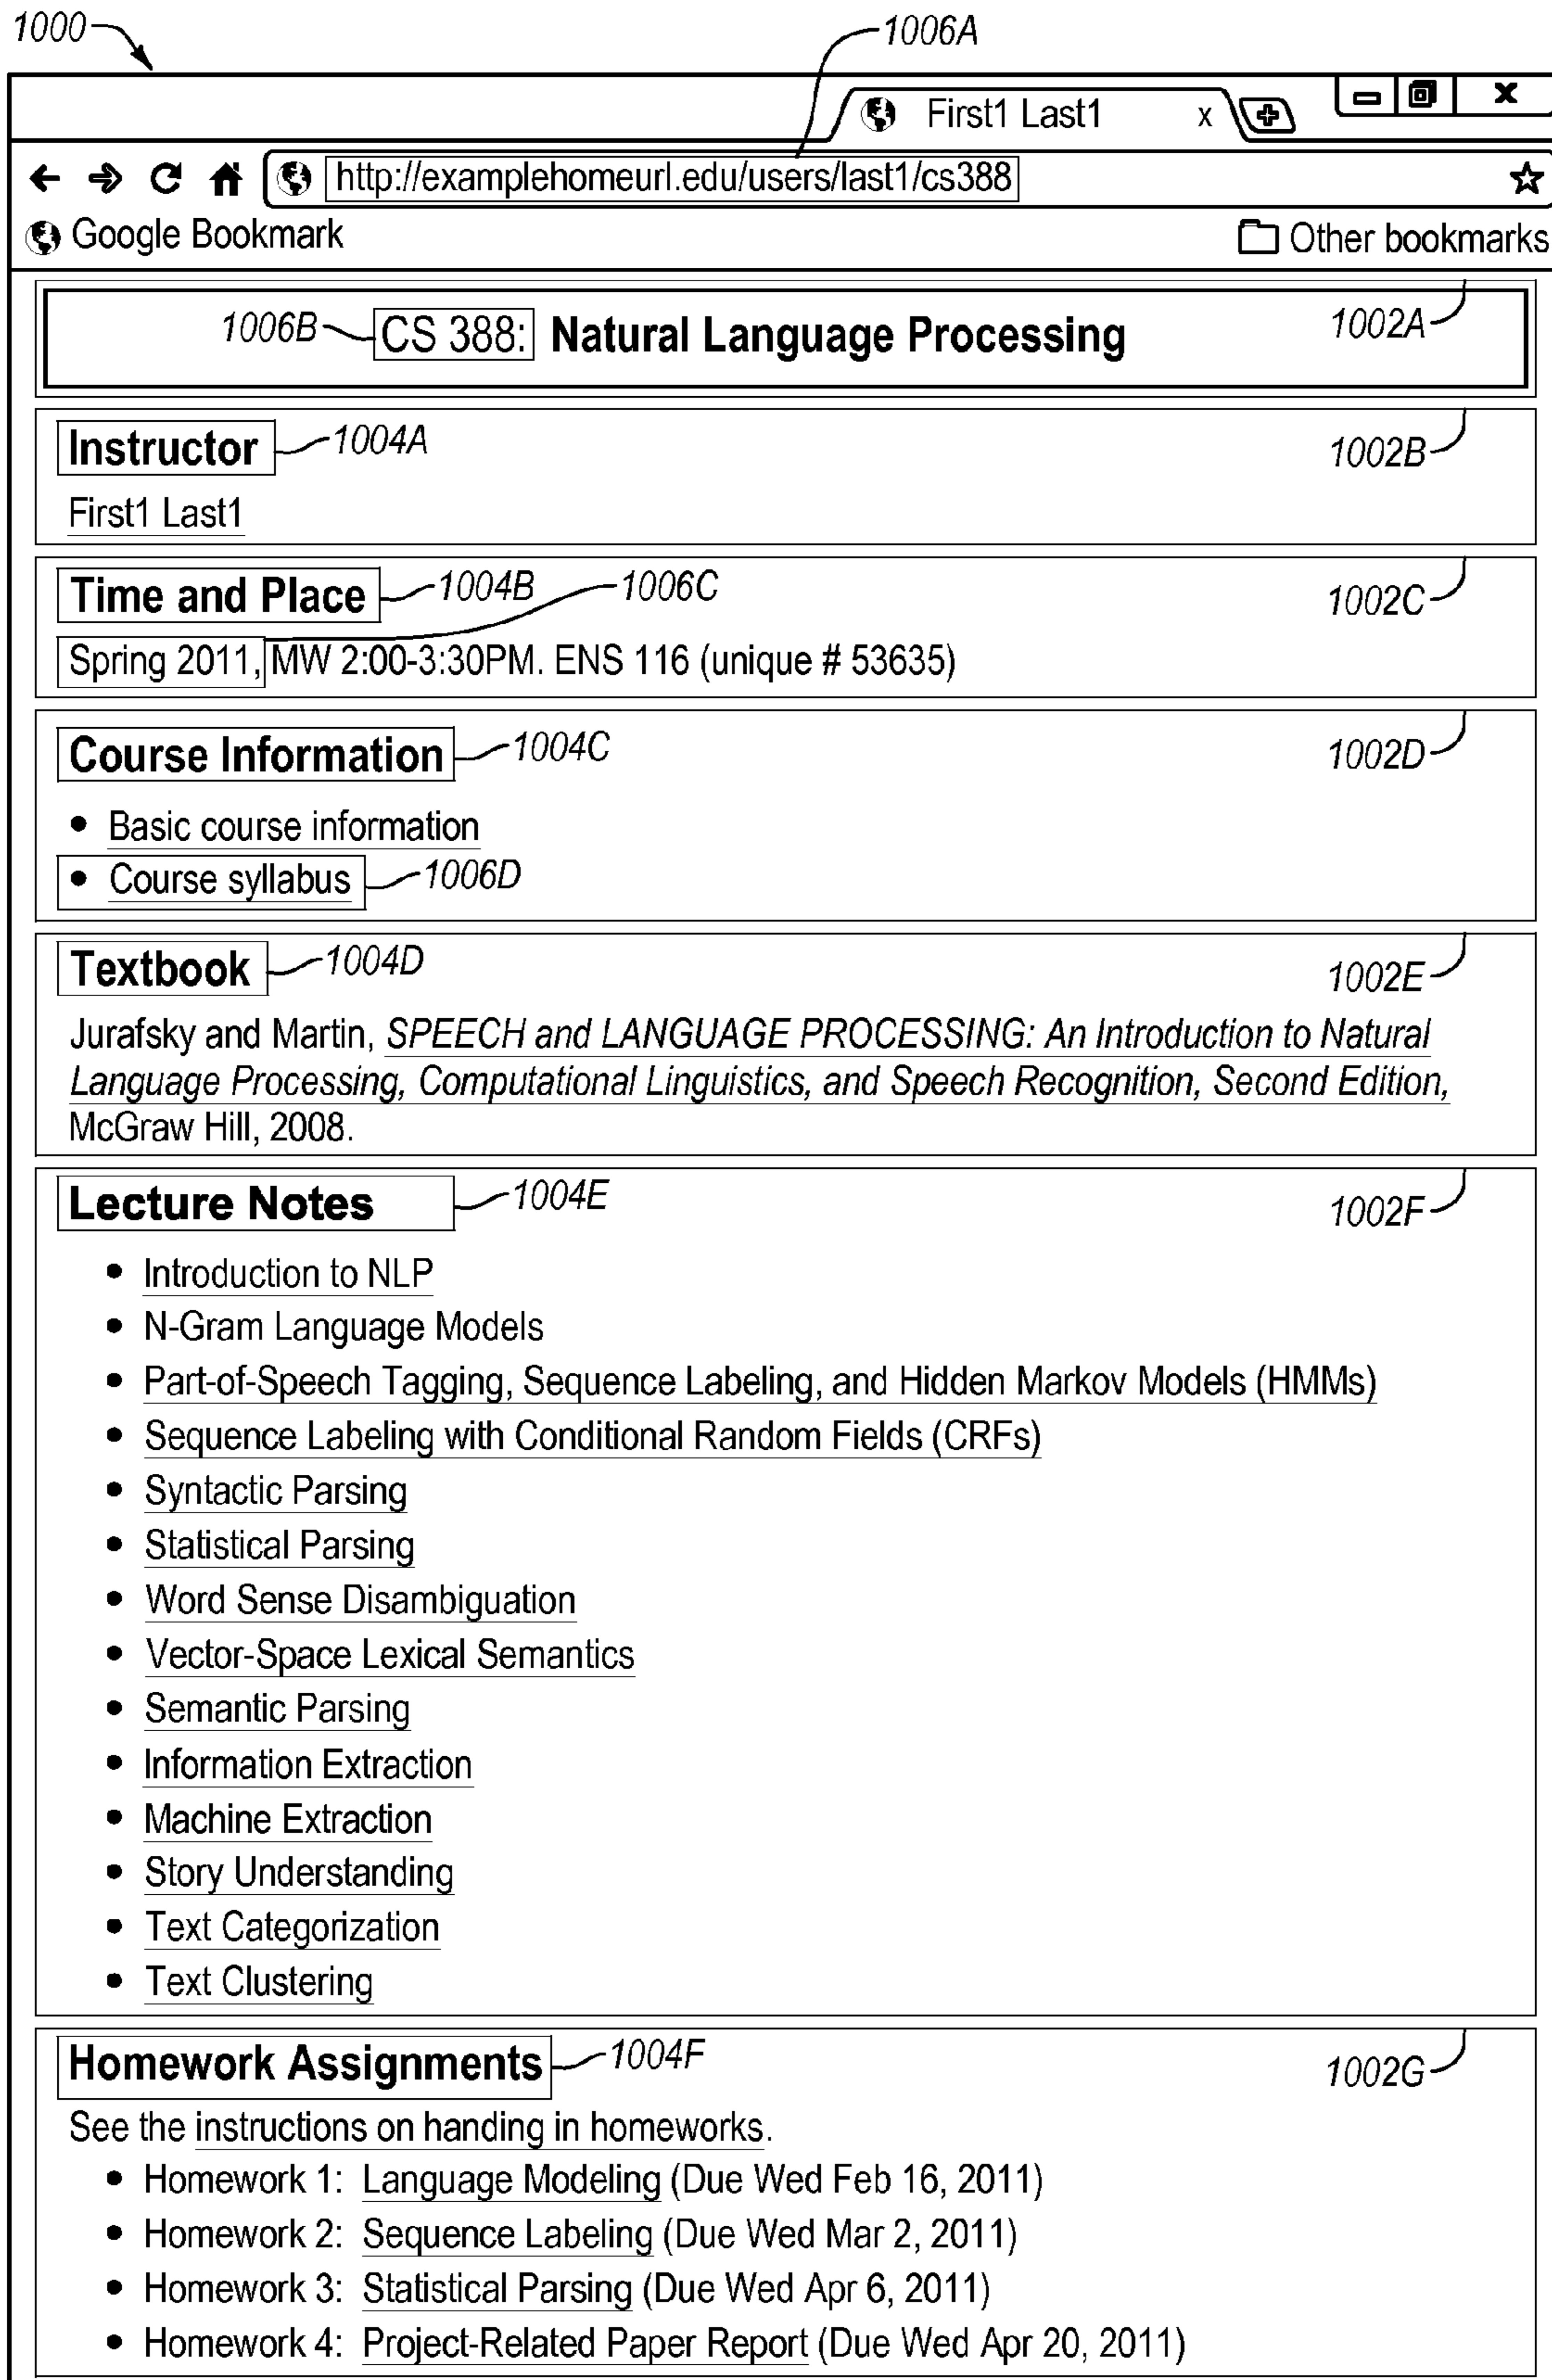 1000
1006A
First1 Last1 x
http://examplehomeurl.edu/users/last1/cs388
Google Bookmark Other bookmarks
1006B CS 388: Natural Language Processing 1002A
Instructor 1004A 1002B
First1 Last1
Time and Place 1004B 1006C 1002C
Spring 2011, MW 2:00-3:30PM. ENS 116 (unique # 53635)
Course Information 1004C 1002D
• Basic course information
• Course syllabus 1006D
Textbook 1004D 1002E
Jurafsky and Martin, SPEECH and LANGUAGE PROCESSING: An Introduction to Natural
Language Processing, Computational Linguistics, and Speech Recognition, Second Edition,
McGraw Hill, 2008.
Lecture Notes 1004E 1002F
• Introduction to NLP
• N-Gram Language Models
• Part-of-Speech Tagging, Sequence Labeling, and Hidden Markov Models (HMMs)
• Sequence Labeling with Conditional Random Fields (CRFs)
• Syntactic Parsing
• Statistical Parsing
• Word Sense Disambiguation
• Vector-Space Lexical Semantics
• Semantic Parsing
• Information Extraction
• Machine Extraction
• Story Understanding
• Text Categorization
• Text Clustering
Homework Assignments 1004F 1002G
See the instructions on handing in homeworks.
• Homework 1: Language Modeling (Due Wed Feb 16, 2011)
• Homework 2: Sequence Labeling (Due Wed Mar 2, 2011)
• Homework 3: Statistical Parsing (Due Wed Apr 6, 2011)
• Homework 4: Project-Related Paper Report (Due Wed Apr 20, 2011)